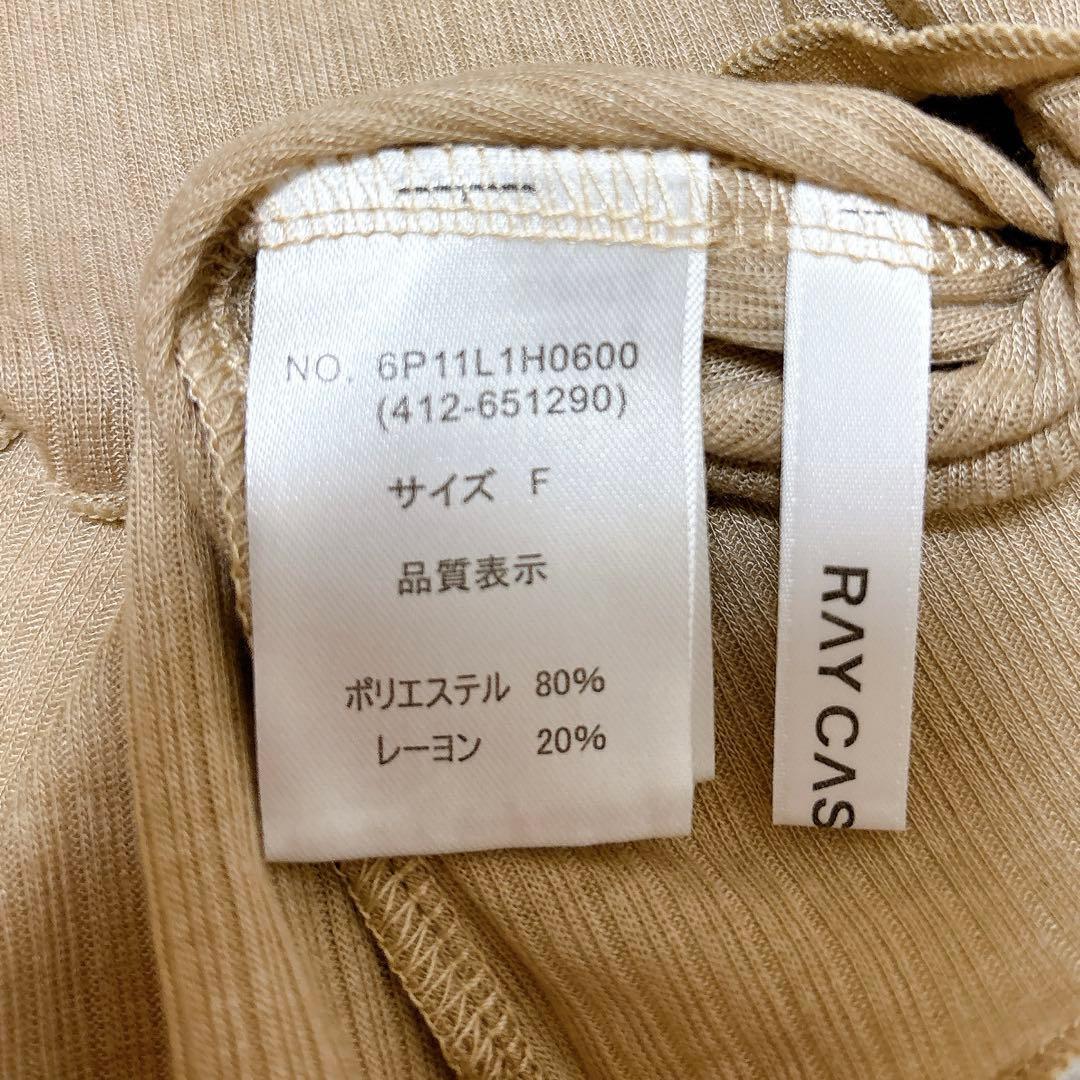 NO. 6P11L1H0600
(412-651290)
サイズ F
品質表示
ポリエステル 80%
レーヨン 20%
RAY CAS